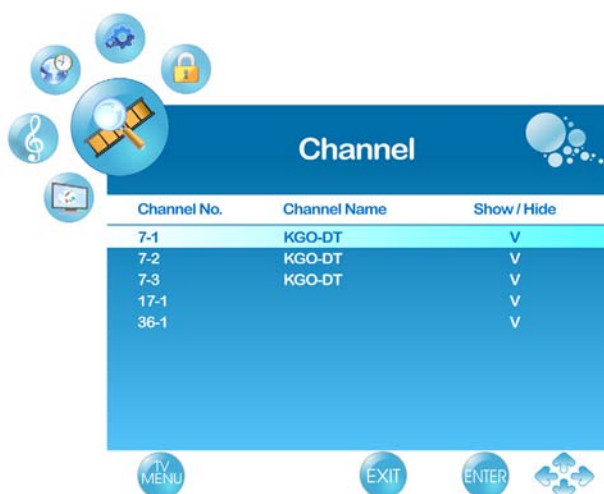 Channel
Channel No. Channel Name Show / Hide
7-1 KGO-DT V
7-2 KGO-DT V
7-3 KGO-DT V
17-1 V
36-1 V
TV MENU EXIT ENTER